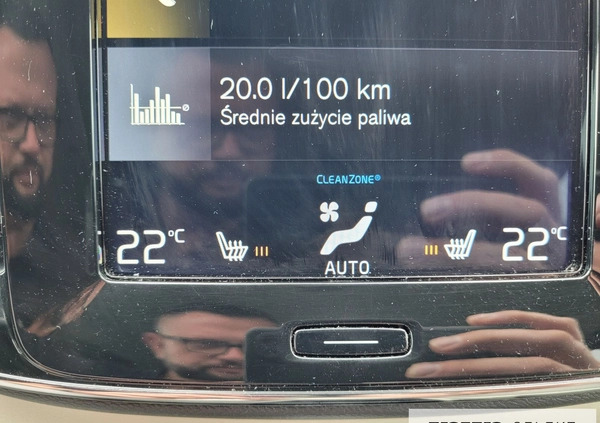 20.0 l/100 km
Średnie zużycie paliwa
CLEANZONE®
22°C 22°C
AUTO